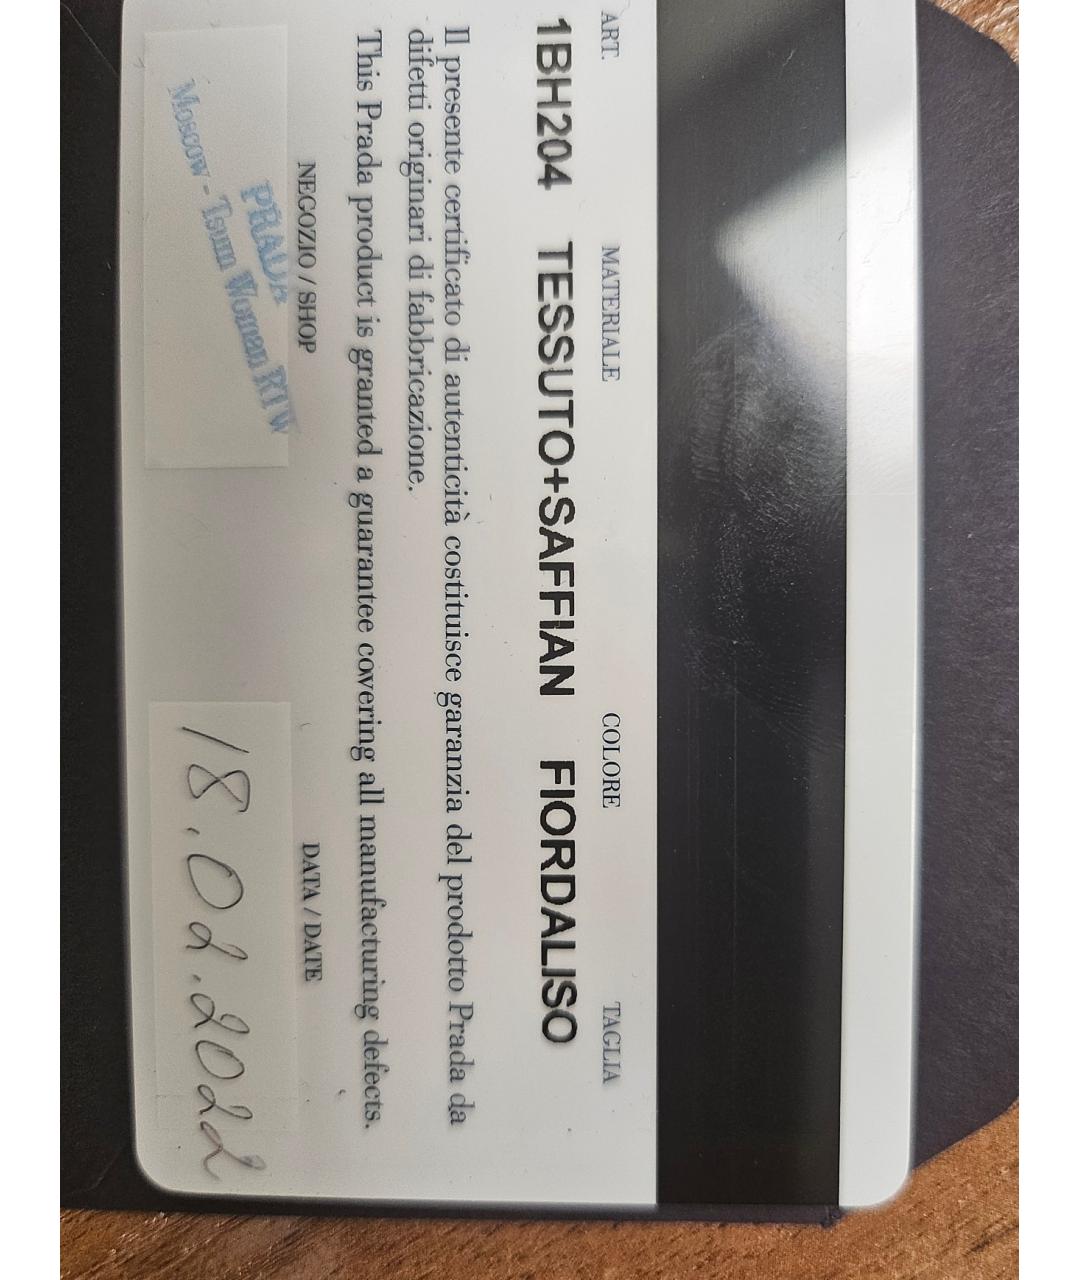 ART. MATERIALE COLORE TAGLIA
1BH204 TESSUTO+SAFFIAN FIORDALISO
Il presente certificato di autenticità costituisce garanzia del prodotto Prada da
difetti originari di fabbricazione.
This Prada product is granted a guarantee covering all manufacturing defects.
NEGOZIO / SHOP DATA / DATE
PRADA
Moscow - Tsum Woman RTW
18.02.2022